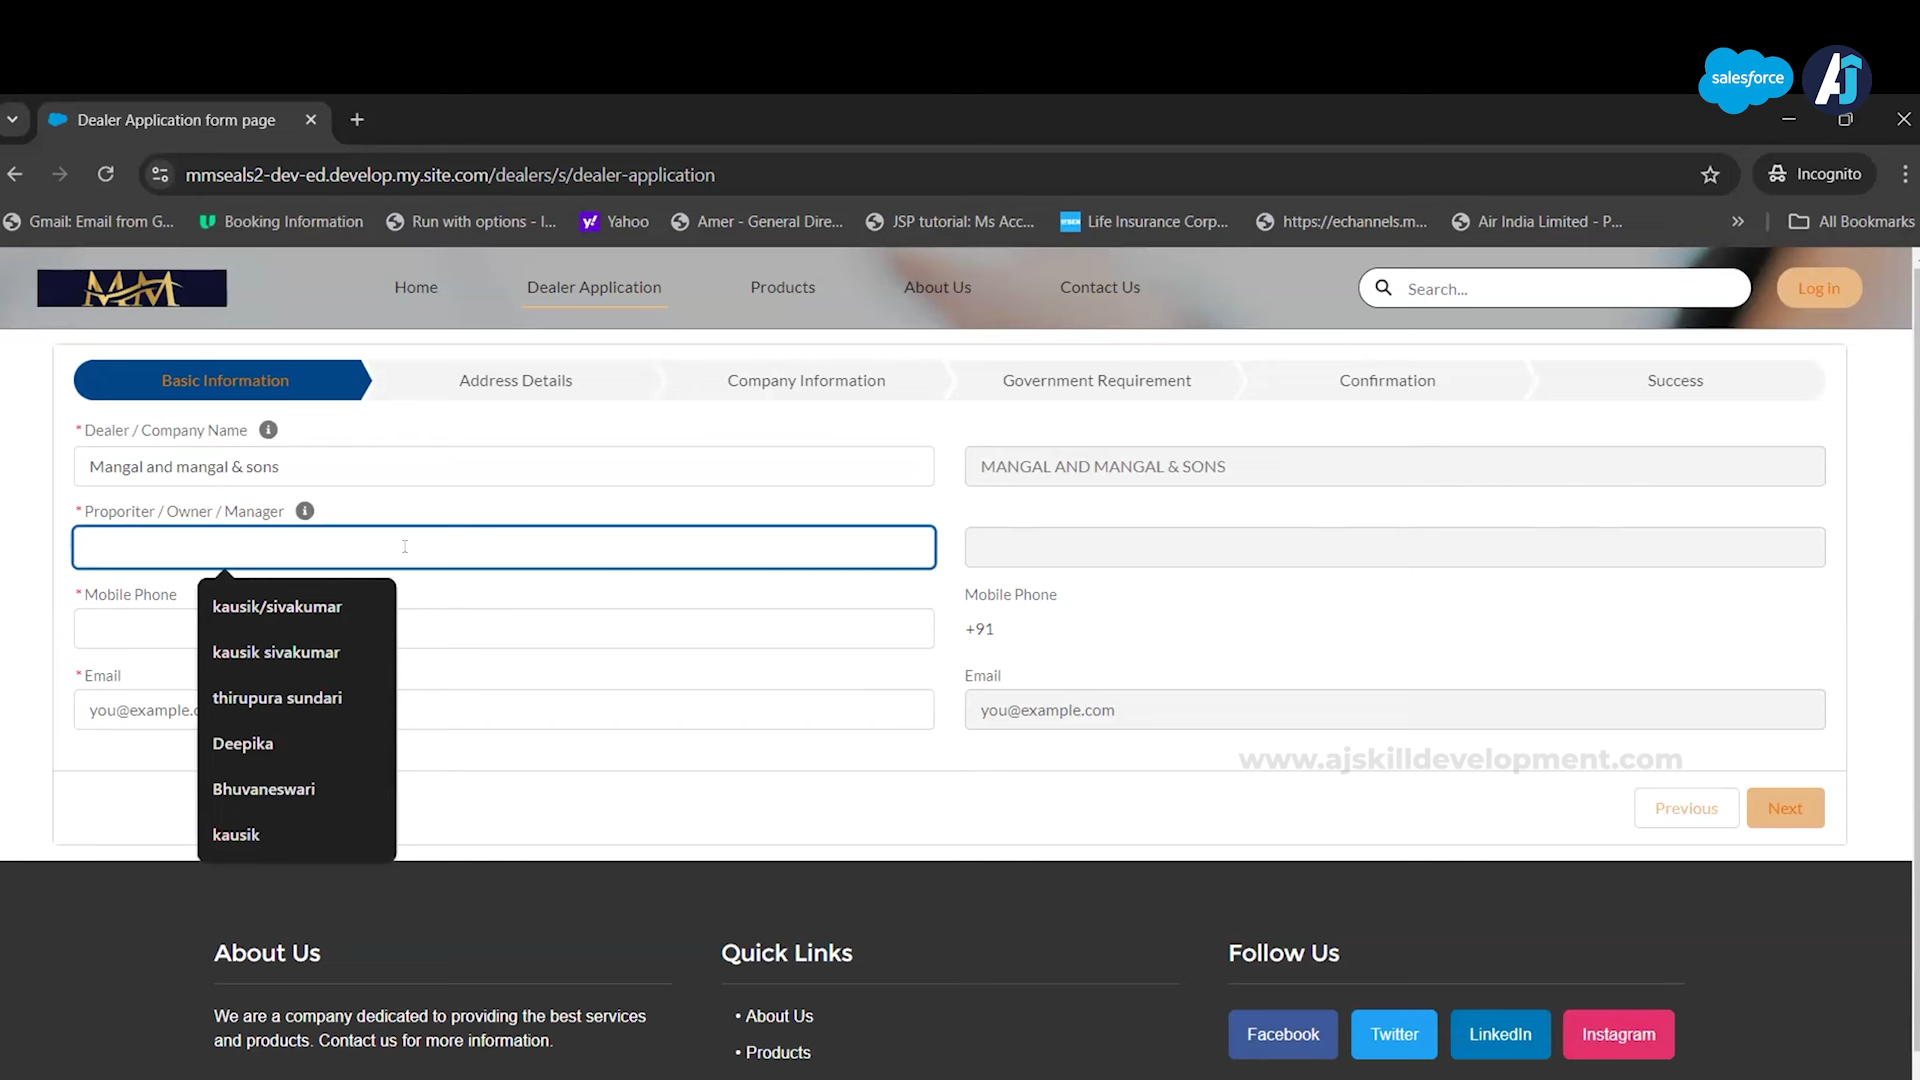 salesforce
AJ
Dealer Application form page
mmseals2-dev-ed.develop.my.site.com/dealers/s/dealer-application
Incognito
Gmail: Email from G...
Booking Information
Run with options - I...
Yahoo
Amer - General Dire...
JSP tutorial: Ms Acc...
Life Insurance Corp...
https://echannels.m...
Air India Limited - P...
All Bookmarks
MM
Home
Dealer Application
Products
About Us
Contact Us
Search...
Log in
Basic Information
Address Details
Company Information
Government Requirement
Confirmation
Success
* Dealer / Company Name
Mangal and mangal & sons
MANGAL AND MANGAL & SONS
* Proporiter / Owner / Manager
kausik/sivakumar
kausik sivakumar
thirupura sundari
Deepika
Bhuvaneswari
kausik
* Mobile Phone
Mobile Phone
+91
* Email
Email
you@example.c
you@example.com
www.ajskilldevelopment.com
Previous
Next
About Us
We are a company dedicated to providing the best services
and products. Contact us for more information.
Quick Links
• About Us
• Products
Follow Us
Facebook
Twitter
LinkedIn
Instagram